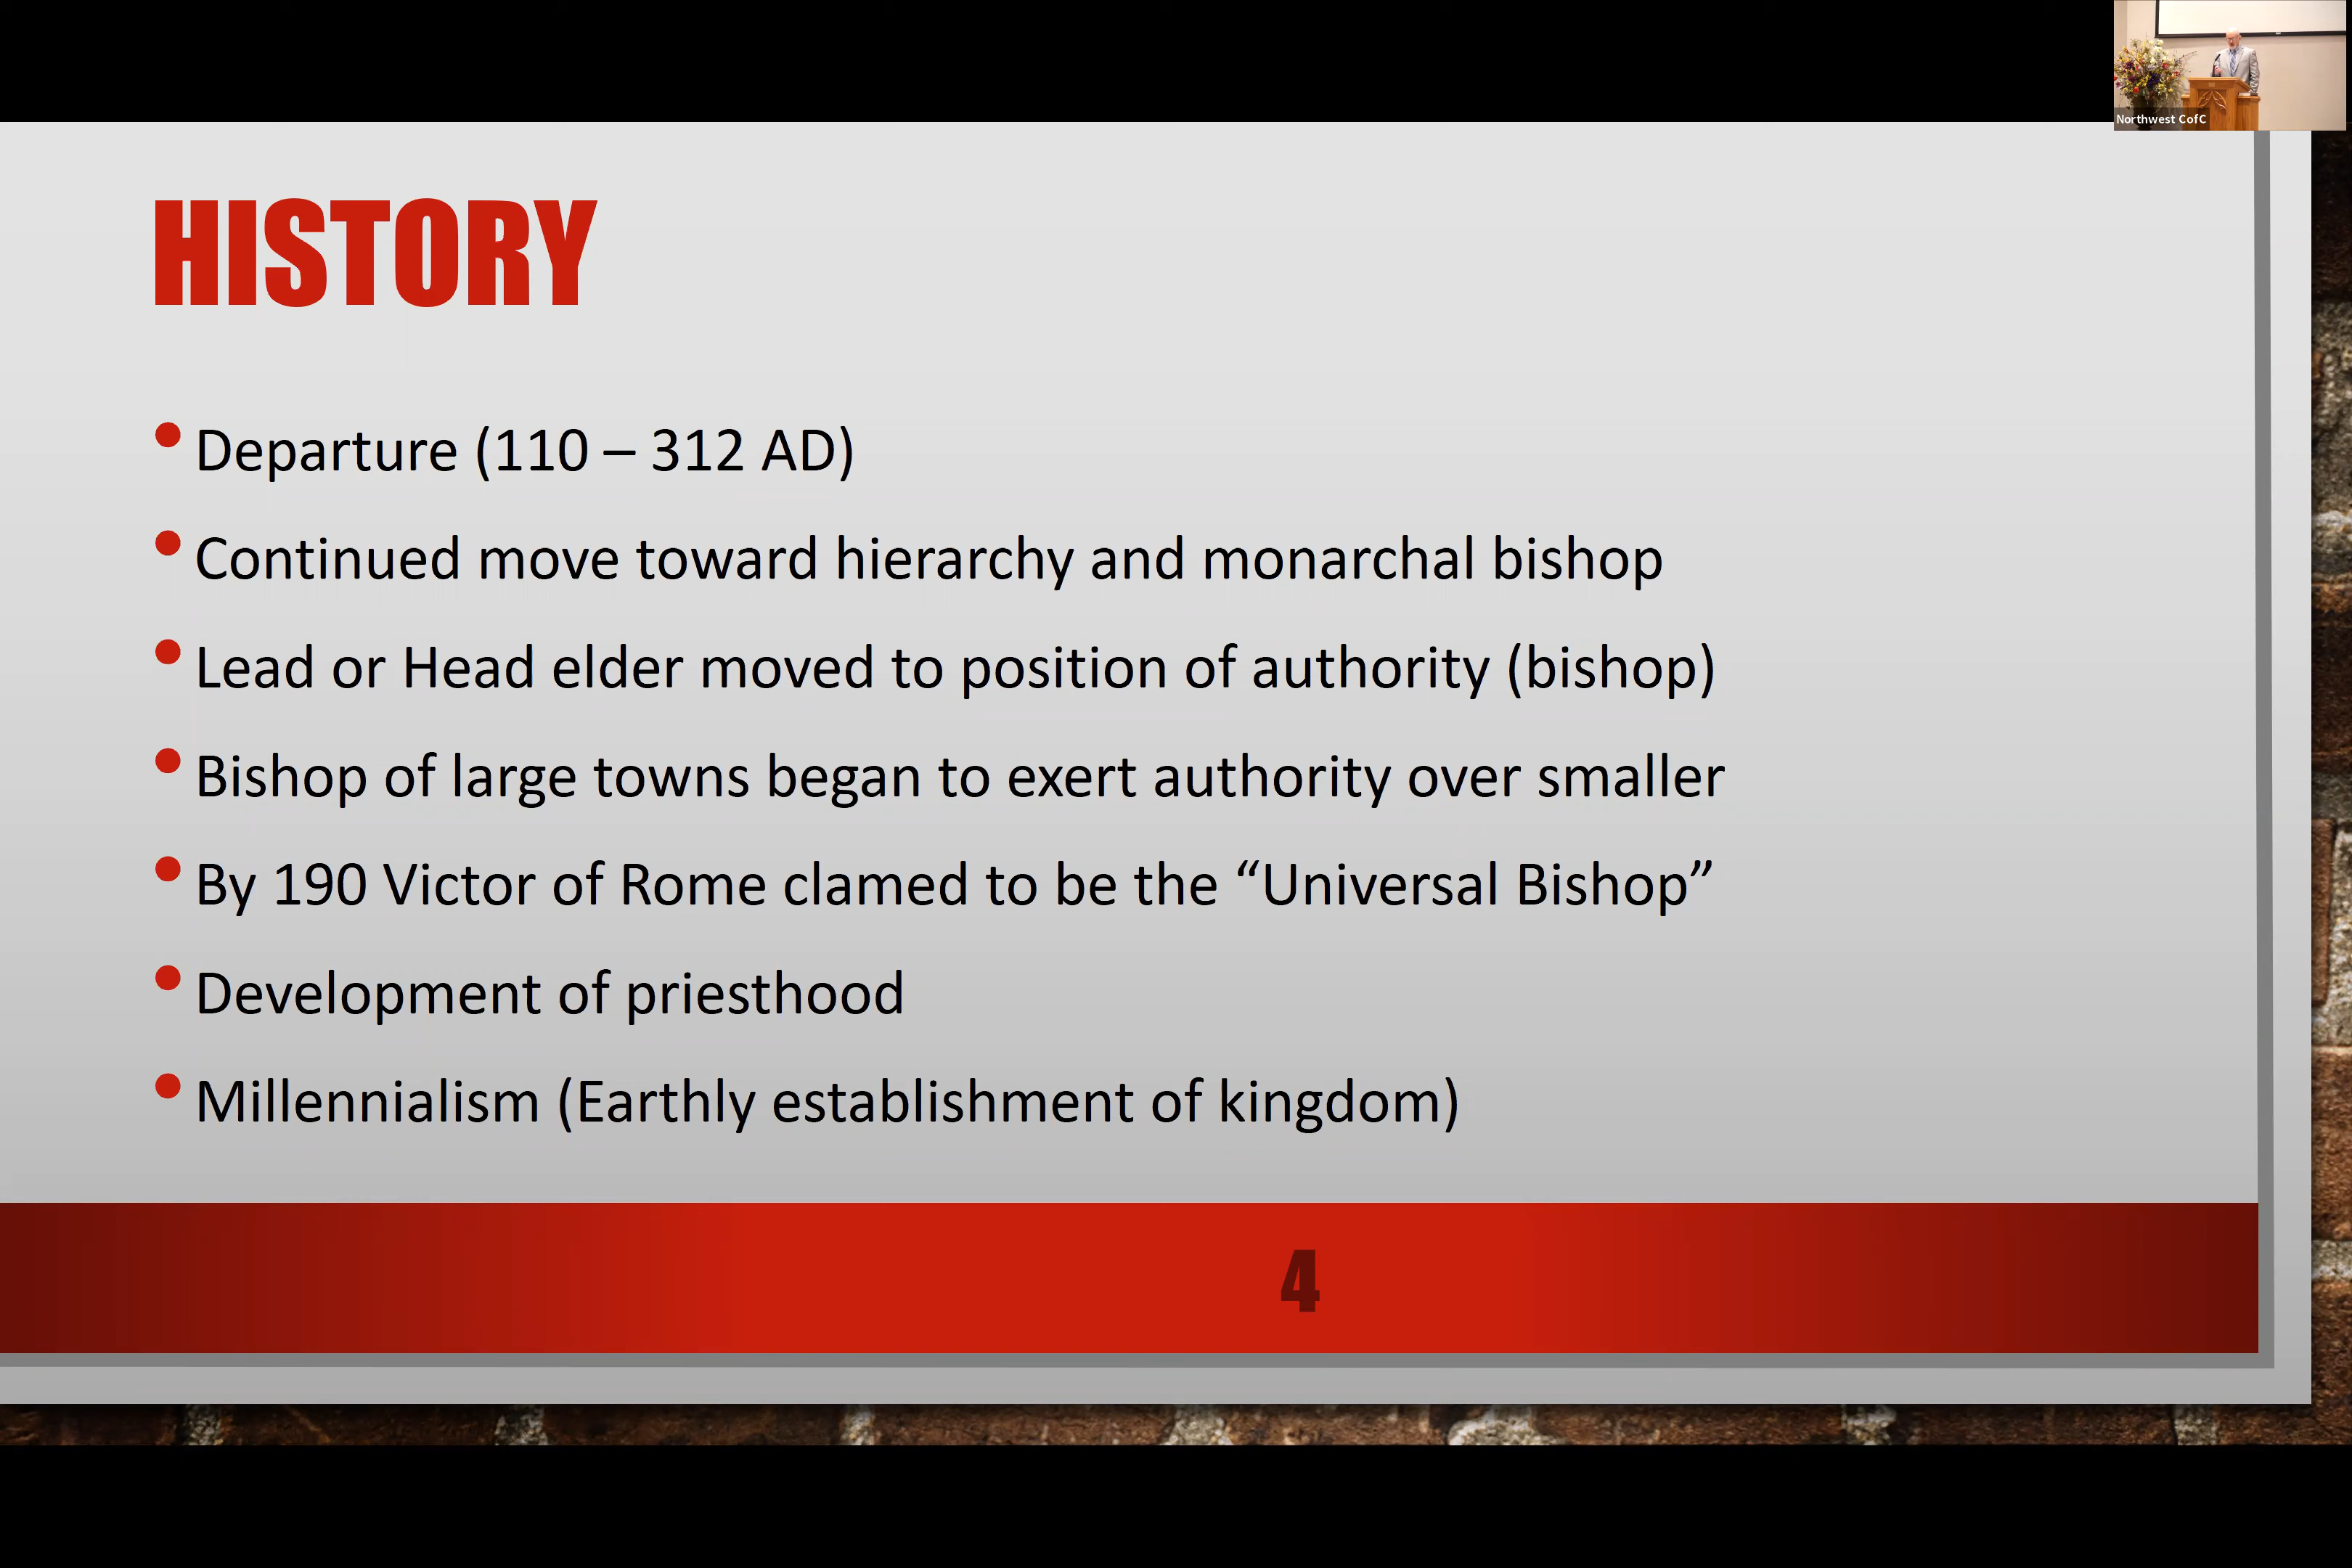 Northwest CofC
HISTORY
Departure (110 – 312 AD)
Continued move toward hierarchy and monarchal bishop
Lead or Head elder moved to position of authority (bishop)
Bishop of large towns began to exert authority over smaller
By 190 Victor of Rome clamed to be the “Universal Bishop”
Development of priesthood
Millennialism (Earthly establishment of kingdom)
4